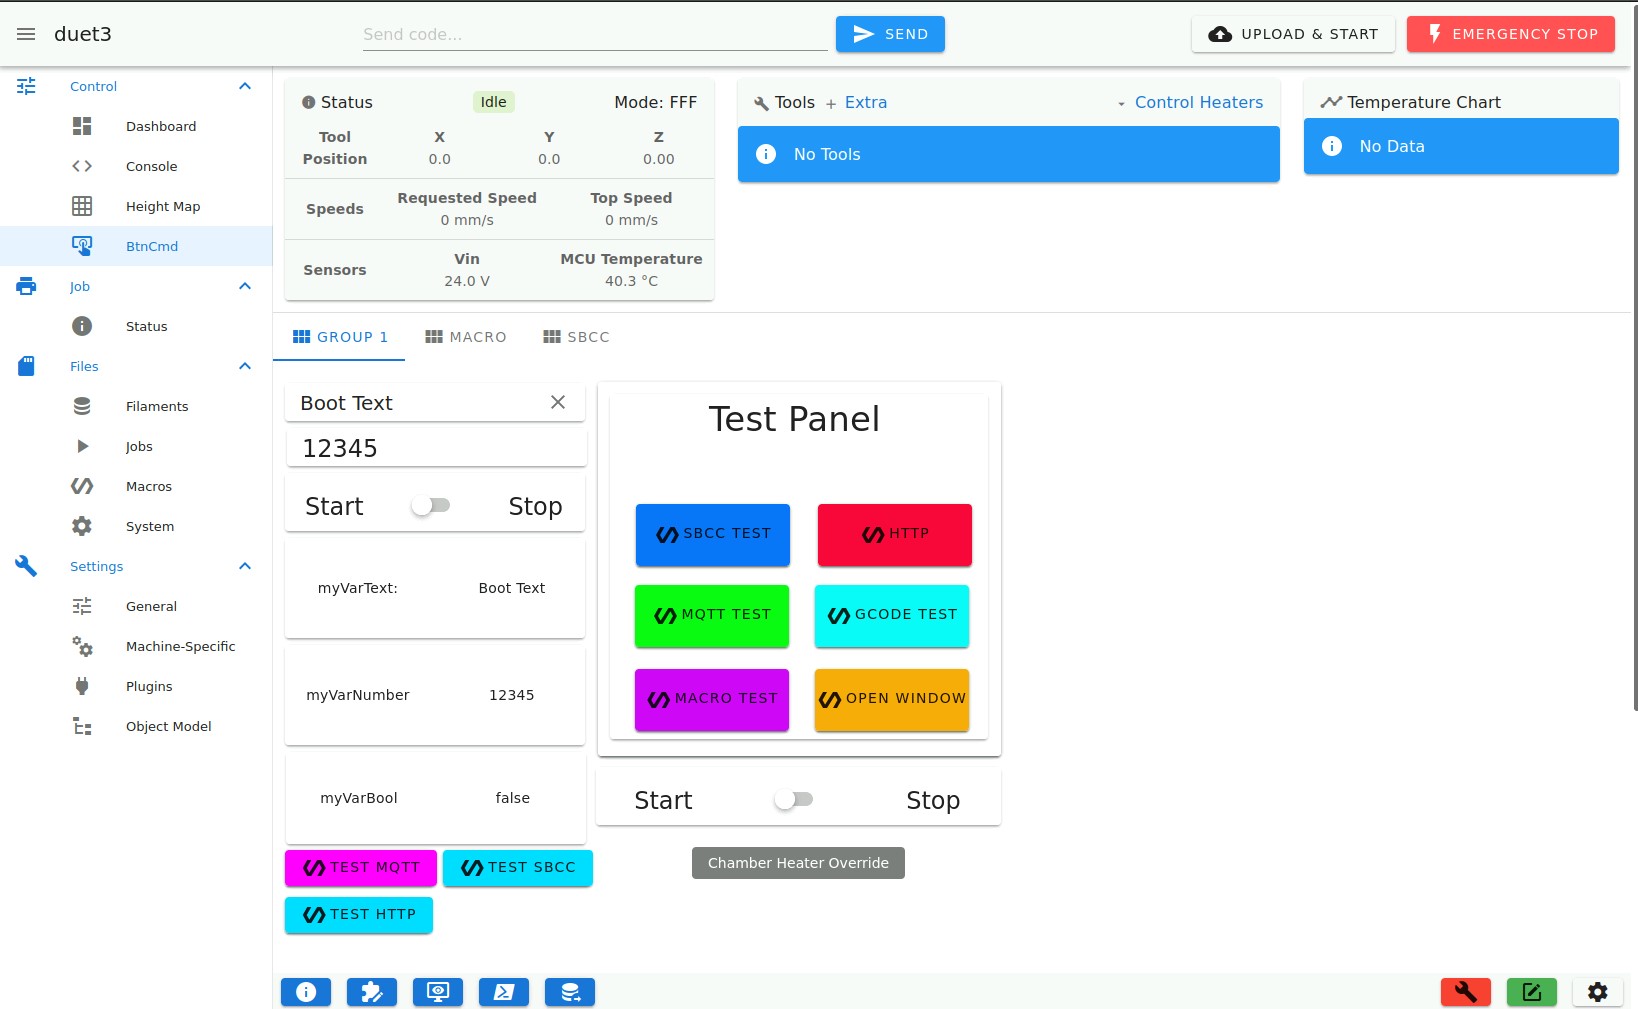 duet3
Send code...
SEND
UPLOAD & START
EMERGENCY STOP
Control
Dashboard
Console
Height Map
BtnCmd
Job
Status
Files
Filaments
Jobs
Macros
System
Settings
General
Machine-Specific
Plugins
Object Model
Status Idle Mode: FFF
Tool Position X Y Z
0.0 0.0 0.00
Speeds Requested Speed Top Speed
0 mm/s 0 mm/s
Sensors Vin MCU Temperature
24.0 V 40.3 °C
Tools + Extra Control Heaters
No Tools
Temperature Chart
No Data
GROUP 1 MACRO SBCC
Boot Text
12345
Start Stop
myVarText: Boot Text
myVarNumber 12345
myVarBool false
TEST MQTT TEST SBCC
TEST HTTP
Test Panel
SBCC TEST HTTP
MQTT TEST GCODE TEST
MACRO TEST OPEN WINDOW
Start Stop
Chamber Heater Override